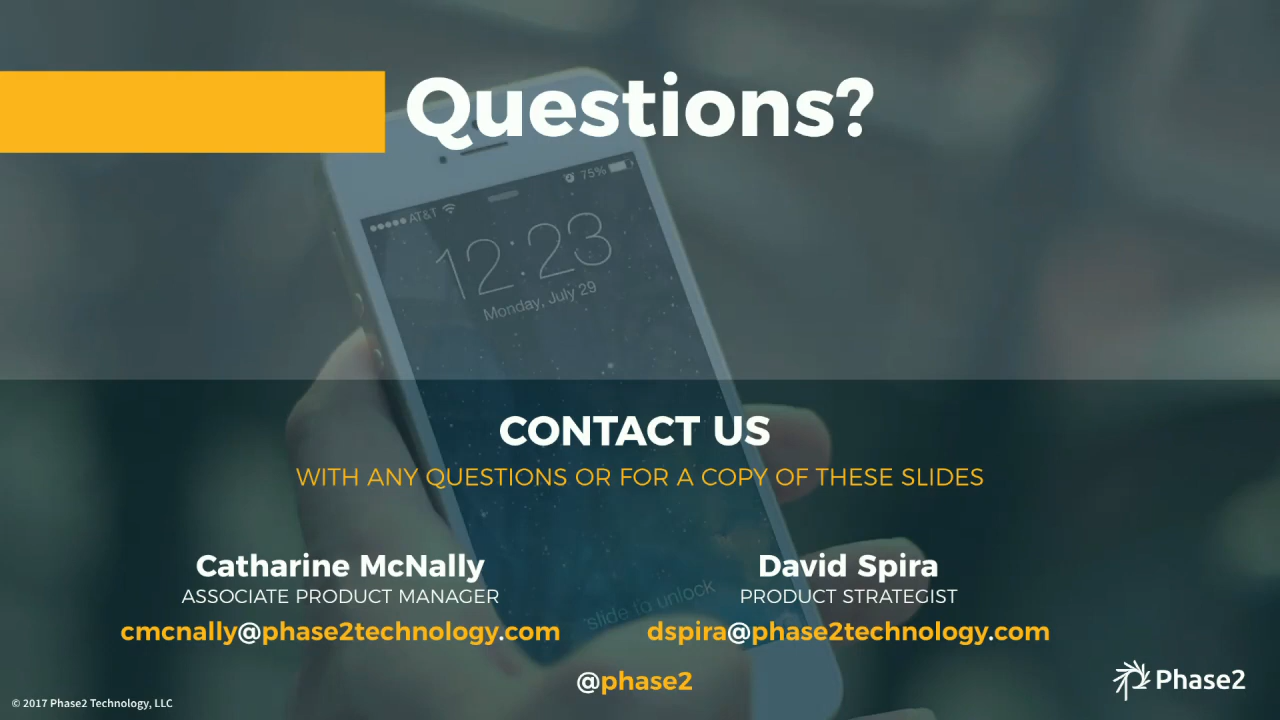 Questions?
AT&T
75%
12:23
Monday, July 29
CONTACT US
WITH ANY QUESTIONS OR FOR A COPY OF THESE SLIDES
Catharine McNally
ASSOCIATE PRODUCT MANAGER
cmcnally@phase2technology.com
David Spira
PRODUCT STRATEGIST
dspira@phase2technology.com
slide to unlock
@phase2
Phase2
© 2017 Phase2 Technology, LLC